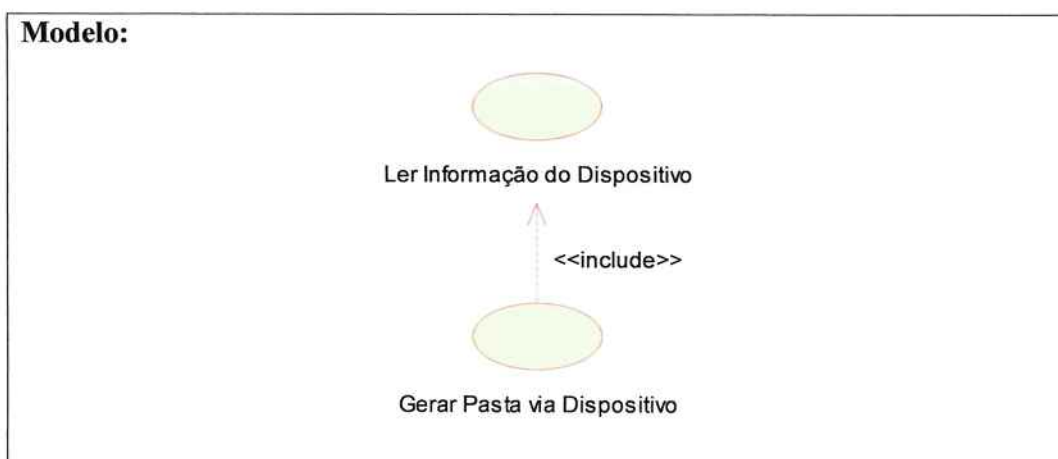 Modelo:
Ler Informação do Dispositivo
<<include>>
Gerar Pasta via Dispositivo